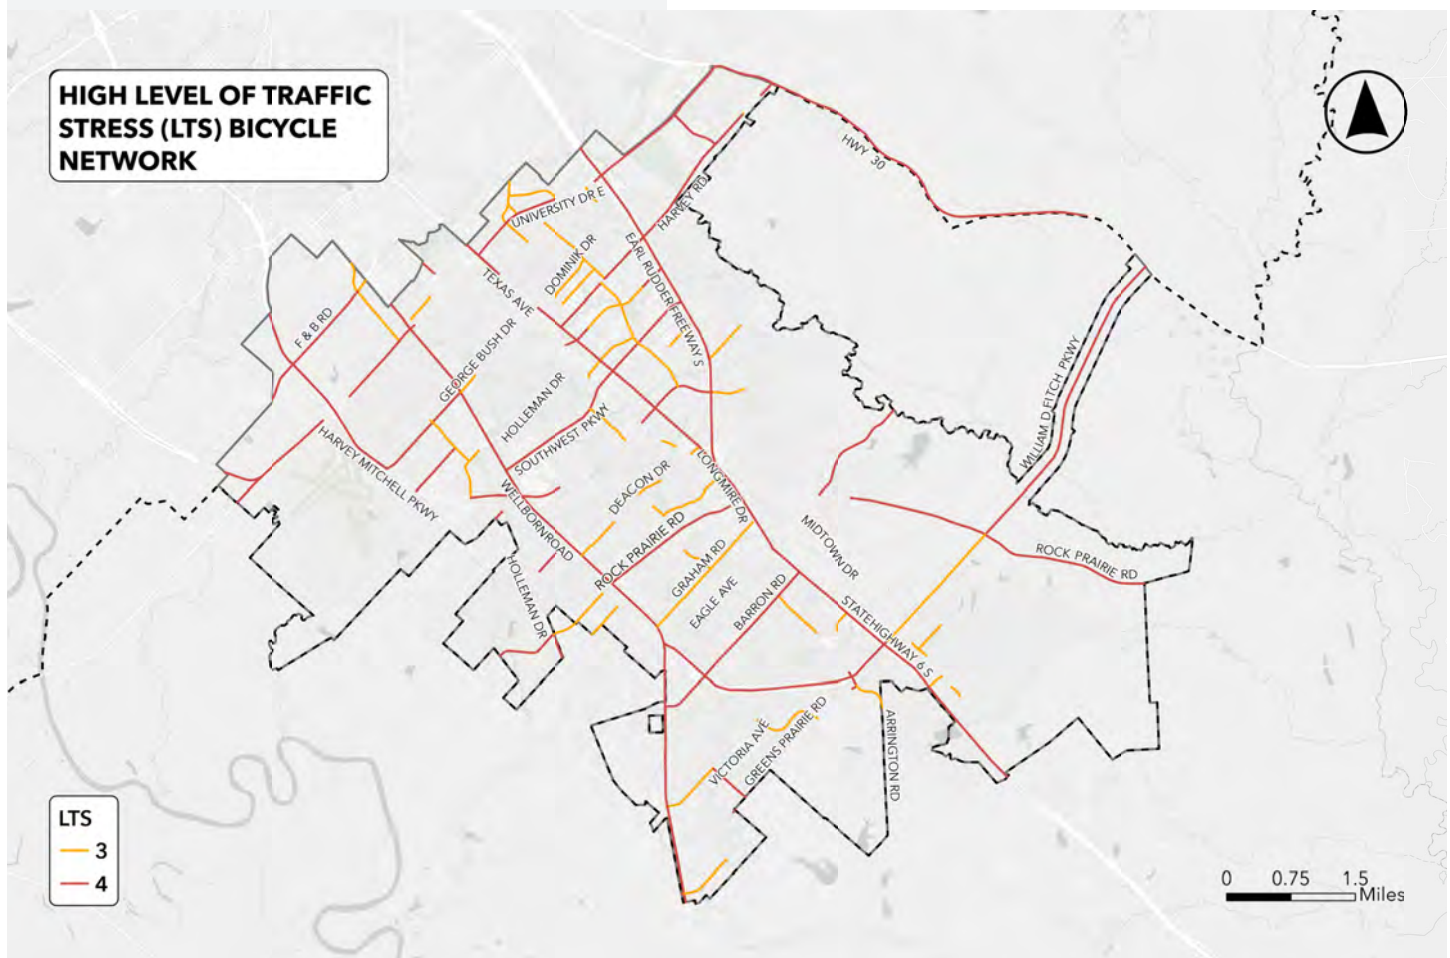 HIGH LEVEL OF TRAFFIC
STRESS (LTS) BICYCLE
NETWORK
HWY 30
UNIVERSITY DR E
HARVEY RD
EARL RUDDER FREEWAY S
DOMINIK DR
TEXAS AVE
F & B RD
GEORGE BUSH DR
HOLLEMAN DR
SOUTHWEST PKWY
HARVEY MITCHELL PKWY
WILLIAM D FITCH PKWY
LONGMIRE DR
DEACON DR
WELLBORN ROAD
ROCK PRAIRIE RD
MIDTOWN DR
ROCK PRAIRIE RD
GRAHAM RD
HOLLEMAN DR
EAGLE AVE
BARRON RD
STATE HIGHWAY 6 S
VICTORIA AVE
GREENS PRAIRIE RD
ARRINGTON RD
LTS
3
4
0 0.75 1.5
Miles